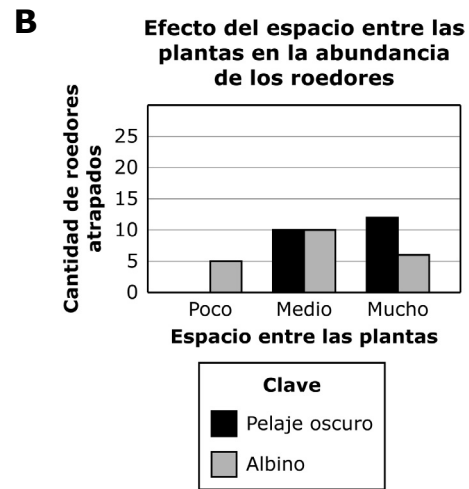 B
Efecto del espacio entre las
plantas en la abundancia
de los roedores
Cantidad de roedores
atrapados
25
20
15
10
5
0
Poco Medio Mucho
Espacio entre las plantas
Clave
Pelaje oscuro
Albino